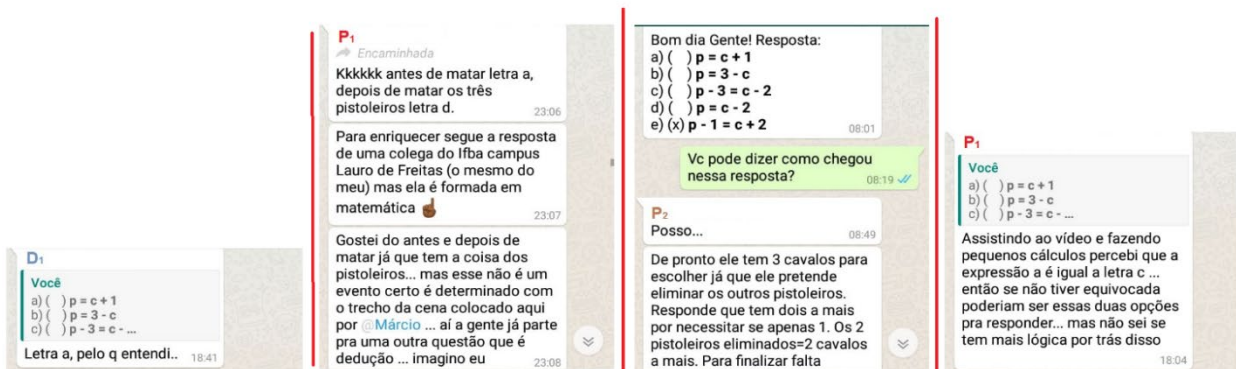 D1
Você
a) ( ) p = c + 1
b) ( ) p = 3 - c
c) ( ) p - 3 = c - ...
Letra a, pelo q entendi..
18:41
P1
Encaminhada
Kkkkkk antes de matar letra a,
depois de matar os três
pistoleiros letra d.
23:06
Para enriquecer segue a resposta
de uma colega do Ifba campus
Lauro de Freitas (o mesmo do
meu) mas ela é formada em
matemática ☝🏾
23:07
Gostei do antes e depois de
matar já que tem a coisa dos
pistoleiros... mas esse não é um
evento certo é determinado com
o trecho da cena colocado aqui
por @Márcio ... aí a gente já parte
pra uma outra questão que é
dedução ... imagino eu
23:08
Bom dia Gente! Resposta:
a) ( ) p = c + 1
b) ( ) p = 3 - c
c) ( ) p - 3 = c - 2
d) ( ) p = c - 2
e) (x) p - 1 = c + 2
08:01
Vc pode dizer como chegou
nessa resposta?
08:19
P2
Posso...
08:49
De pronto ele tem 3 cavalos para
escolher já que ele pretende
eliminar os outros pistoleiros.
Responde que tem dois a mais
por necessitar se apenas 1. Os 2
pistoleiros eliminados=2 cavalos
a mais. Para finalizar falta
P1
Você
a) ( ) p = c + 1
b) ( ) p = 3 - c
c) ( ) p - 3 = c - ...
Assistindo ao vídeo e fazendo
pequenos cálculos percebi que a
expressão a é igual a letra c ...
então se não tiver equivocada
poderiam ser essas duas opções
pra responder... mas não sei se
tem mais lógica por trás disso
18:04